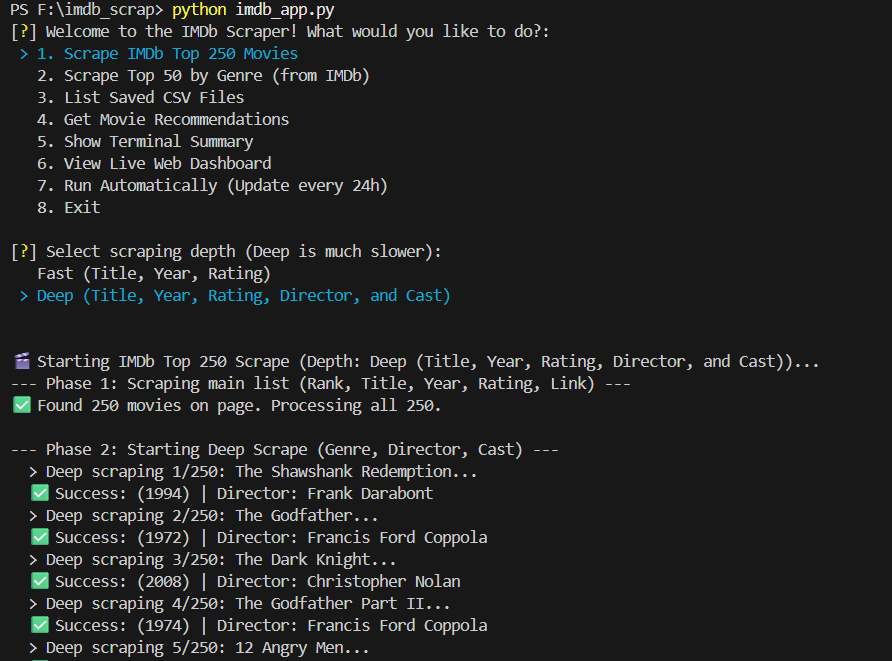 PS F:\imdb_scrap> python imdb_app.py
[?] Welcome to the IMDb Scraper! What would you like to do?:
> 1. Scrape IMDb Top 250 Movies
2. Scrape Top 50 by Genre (from IMDb)
3. List Saved CSV Files
4. Get Movie Recommendations
5. Show Terminal Summary
6. View Live Web Dashboard
7. Run Automatically (Update every 24h)
8. Exit
[?] Select scraping depth (Deep is much slower):
Fast (Title, Year, Rating)
> Deep (Title, Year, Rating, Director, and Cast)
🎬 Starting IMDb Top 250 Scrape (Depth: Deep (Title, Year, Rating, Director, and Cast))...
--- Phase 1: Scraping main list (Rank, Title, Year, Rating, Link) ---
✅ Found 250 movies on page. Processing all 250.
--- Phase 2: Starting Deep Scrape (Genre, Director, Cast) ---
> Deep scraping 1/250: The Shawshank Redemption...
✅ Success: (1994) | Director: Frank Darabont
> Deep scraping 2/250: The Godfather...
✅ Success: (1972) | Director: Francis Ford Coppola
> Deep scraping 3/250: The Dark Knight...
✅ Success: (2008) | Director: Christopher Nolan
> Deep scraping 4/250: The Godfather Part II...
✅ Success: (1974) | Director: Francis Ford Coppola
> Deep scraping 5/250: 12 Angry Men...